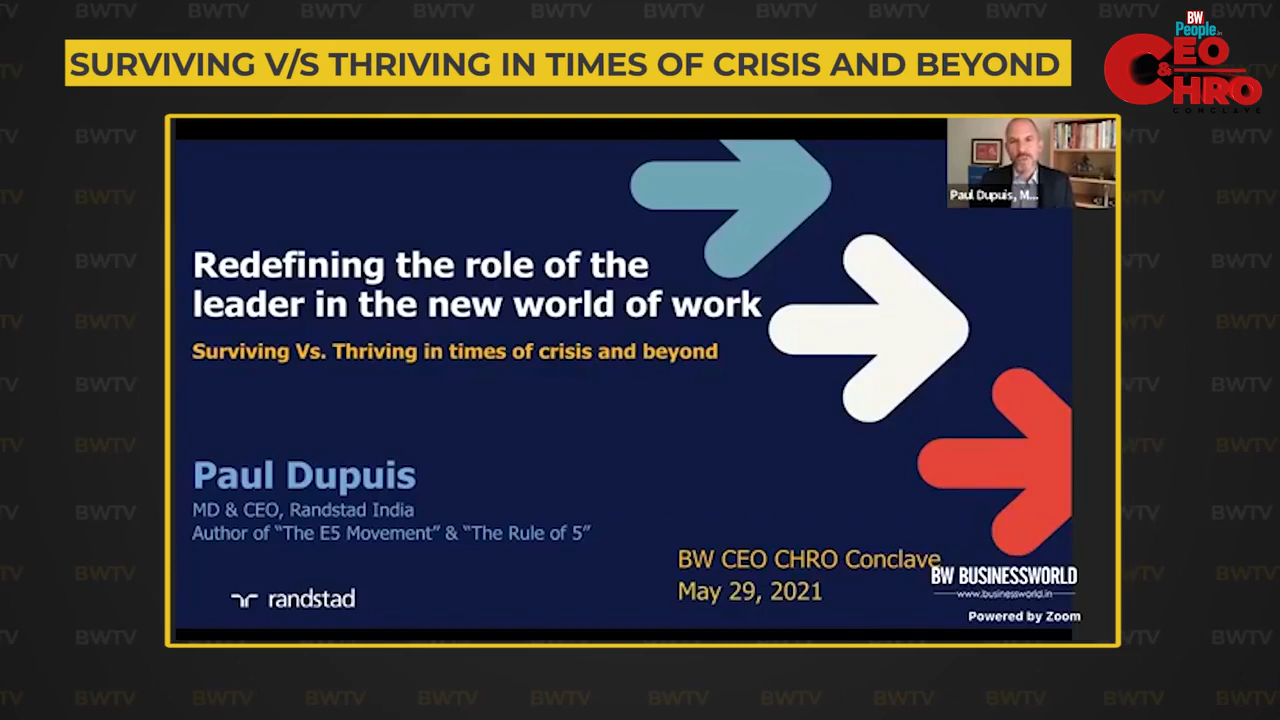 SURVIVING V/S THRIVING IN TIMES OF CRISIS AND BEYOND
BW
People.in
CEO
&
HRO
CONCLAVE
Paul Dupuis, M...
Redefining the role of the
leader in the new world of work
Surviving Vs. Thriving in times of crisis and beyond
Paul Dupuis
MD & CEO, Randstad India
Author of “The E5 Movement” & “The Rule of 5”
BW CEO CHRO Conclave
May 29, 2021
randstad
BW BUSINESSWORLD
www.businessworld.in
Powered by Zoom
BWTV